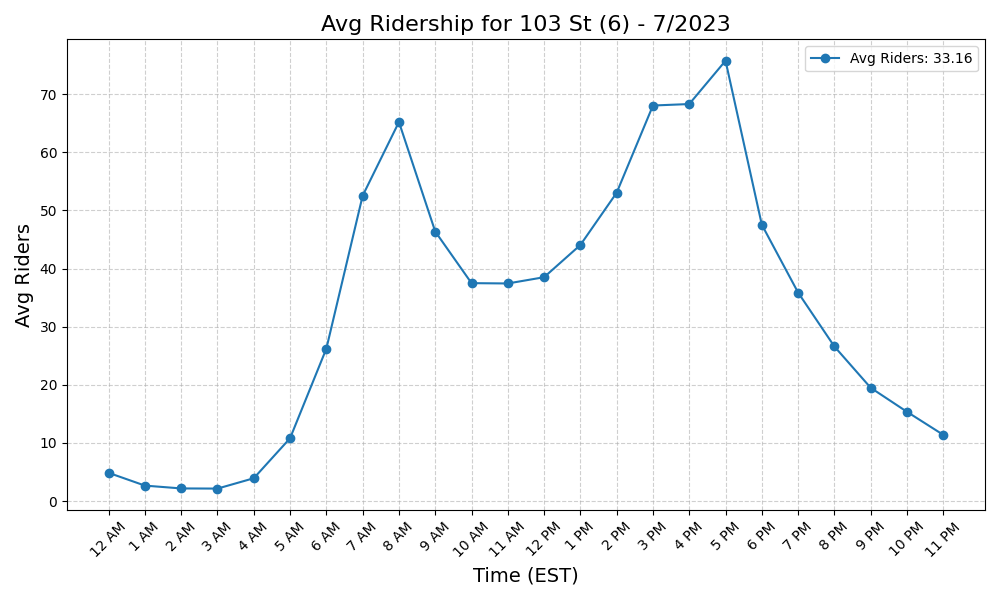 Avg Ridership for 103 St (6) - 7/2023
Avg Riders: 33.16
Avg Riders
70
60
50
40
30
20
10
0
12 AM
1 AM
2 AM
3 AM
4 AM
5 AM
6 AM
7 AM
8 AM
9 AM
10 AM
11 AM
12 PM
1 PM
2 PM
3 PM
4 PM
5 PM
6 PM
7 PM
8 PM
9 PM
10 PM
11 PM
Time (EST)